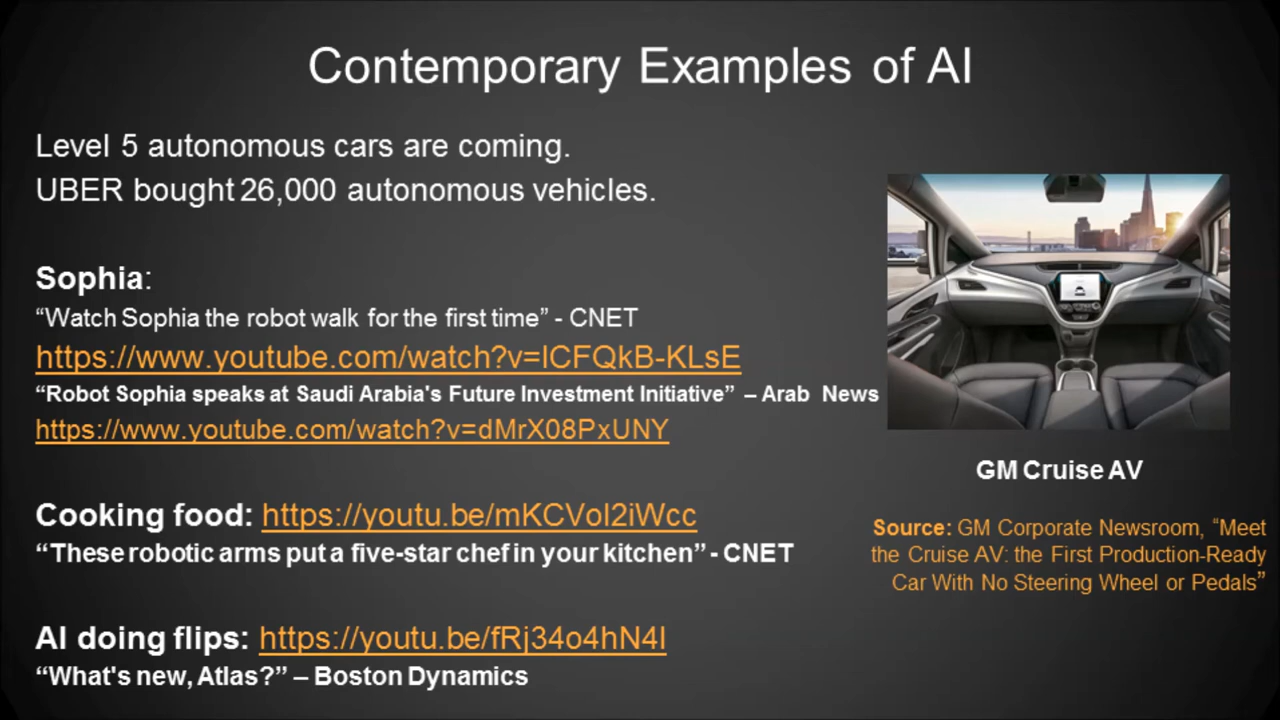 Contemporary Examples of AI
Level 5 autonomous cars are coming.
UBER bought 26,000 autonomous vehicles.
Sophia:
“Watch Sophia the robot walk for the first time” - CNET
https://www.youtube.com/watch?v=lCFQkB-KLsE
“Robot Sophia speaks at Saudi Arabia's Future Investment Initiative” – Arab News
https://www.youtube.com/watch?v=dMrX08PxUNY
Cooking food: https://youtu.be/mKCVol2iWcc
“These robotic arms put a five-star chef in your kitchen” - CNET
AI doing flips: https://youtu.be/fRj34o4hN4I
“What's new, Atlas?” – Boston Dynamics
GM Cruise AV
Source: GM Corporate Newsroom, “Meet
the Cruise AV: the First Production-Ready
Car With No Steering Wheel or Pedals”